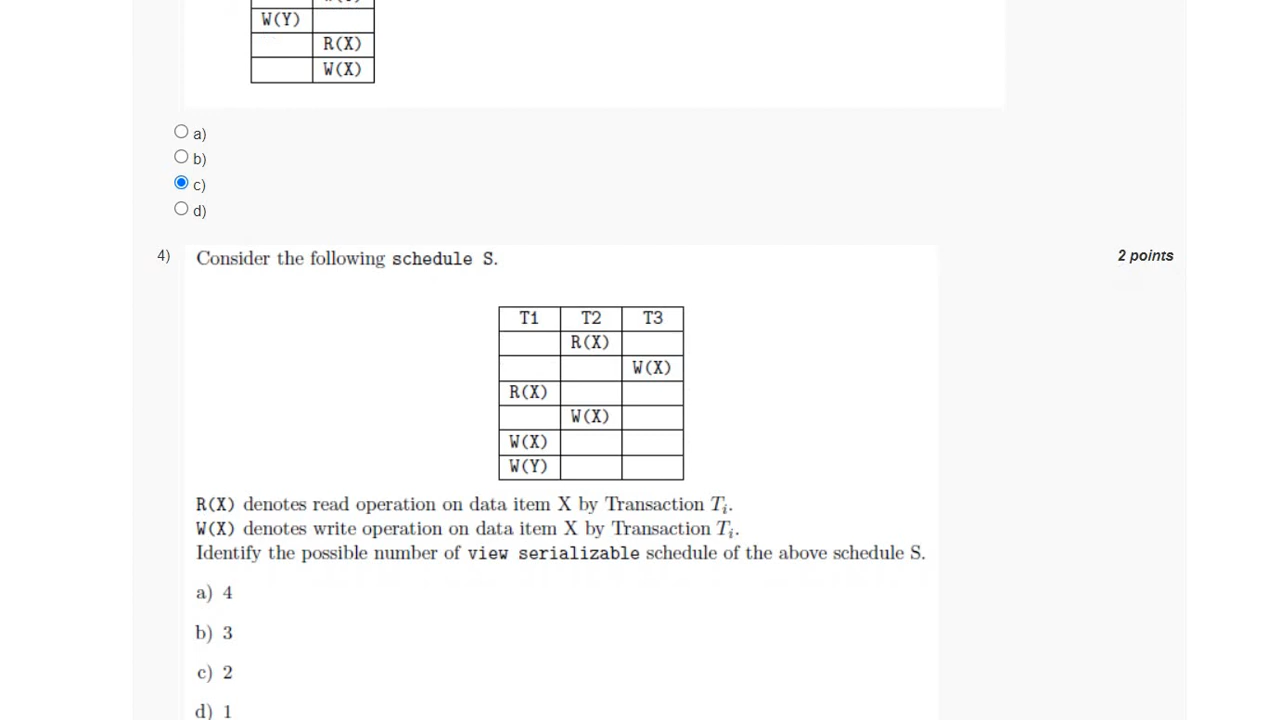 W(Y)
R(X)
W(X)
a)
b)
c)
d)
4) Consider the following schedule S. 2 points
T1 T2 T3
R(X)
W(X)
R(X)
W(X)
W(X)
W(Y)
R(X) denotes read operation on data item X by Transaction Ti.
W(X) denotes write operation on data item X by Transaction Ti.
Identify the possible number of view serializable schedule of the above schedule S.
a) 4
b) 3
c) 2
d) 1